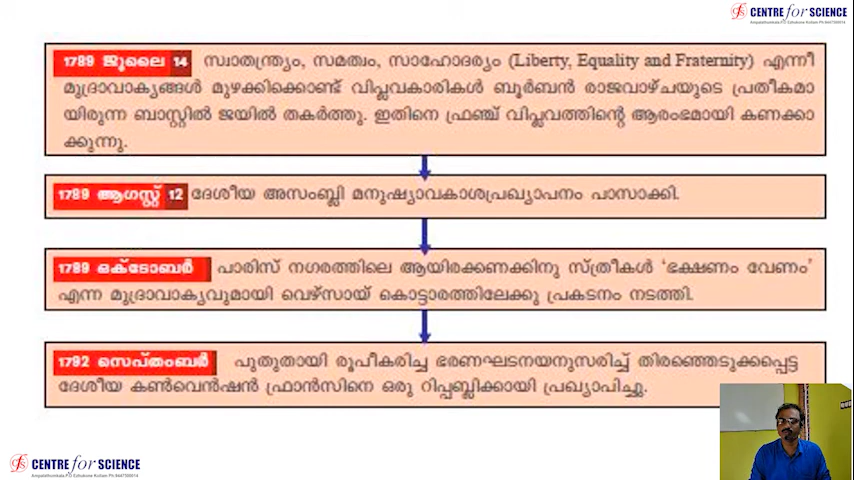 CENTRE for SCIENCE
1789 ജൂലൈ 14 സ്വാതന്ത്ര്യം, സമത്വം, സാഹോദര്യം (Liberty, Equality and Fraternity) എന്നീ
മുദ്രാവാക്യങ്ങൾ മുഴക്കിക്കൊണ്ട് വിപ്ലവകാരികൾ ബൂർബൻ രാജവാഴ്ചയുടെ പ്രതീകമാ
യിരുന്ന ബാസ്റ്റിൽ ജയിൽ തകർത്തു. ഇതിനെ ഫ്രഞ്ച് വിപ്ലവത്തിന്റെ ആരംഭമായി കണക്കാ
ക്കുന്നു.
1789 ആഗസ്റ്റ് 12 ദേശീയ അസംബ്ലി മനുഷ്യാവകാശപ്രഖ്യാപനം പാസാക്കി.
1789 ഒക്ടോബർ പാരിസ് നഗരത്തിലെ ആയിരക്കണക്കിനു സ്ത്രീകൾ ‘ഭക്ഷണം വേണം’
എന്ന മുദ്രാവാക്യവുമായി വെഴ്സായ് കൊട്ടാരത്തിലേക്കു പ്രകടനം നടത്തി.
1792 സെപ്തംബർ പുതുതായി രൂപീകരിച്ച ഭരണഘടനയനുസരിച്ച് തിരഞ്ഞെടുക്കപ്പെട്ട
ദേശീയ കൺവെൻഷൻ ഫ്രാൻസിനെ ഒരു റിപ്പബ്ലിക്കായി പ്രഖ്യാപിച്ചു.
CENTRE for SCIENCE